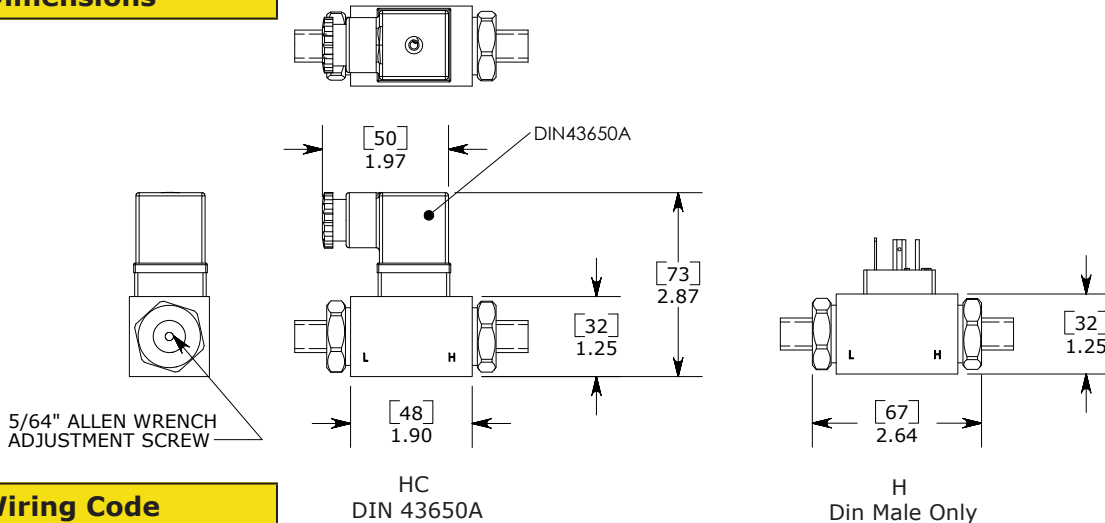 Dimensions
[50]
1.97
DIN43650A
[73]
2.87
[32]
1.25
L H
[48]
1.90
5/64" ALLEN WRENCH
ADJUSTMENT SCREW
HC
DIN 43650A
[32]
1.25
L H
[67]
2.64
H
Din Male Only
Wiring Code